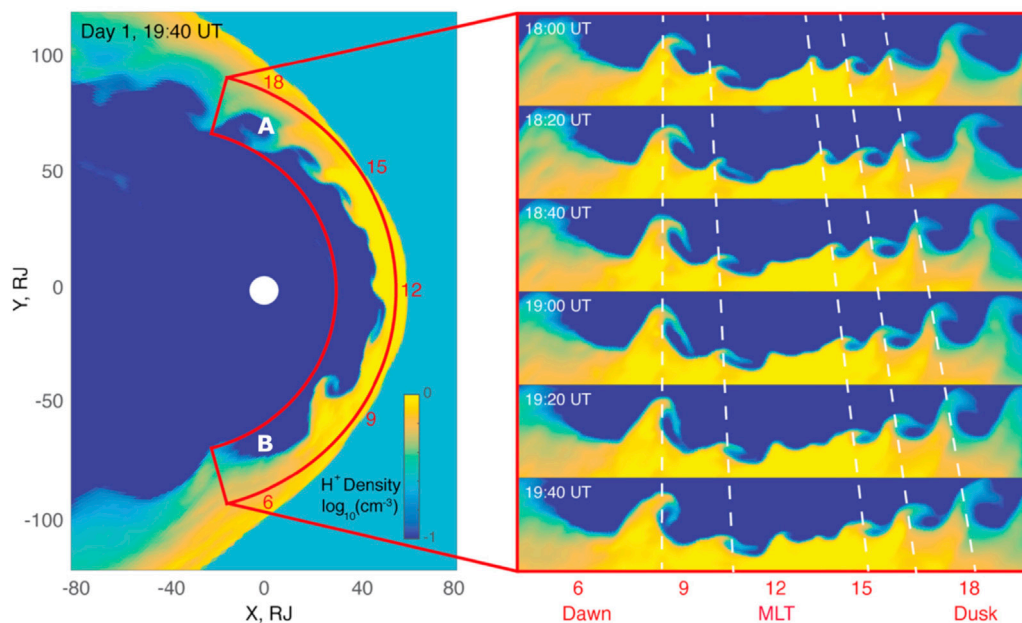 Day 1, 19:40 UT
100
50
0
-50
-100
Y, RJ
-80
-40
0
40
80
X, RJ
18
15
12
9
6
A
B
0
-1
H⁺ Density
log₁₀(cm⁻³)
18:00 UT
18:20 UT
18:40 UT
19:00 UT
19:20 UT
19:40 UT
6 9 12 15 18
Dawn MLT Dusk